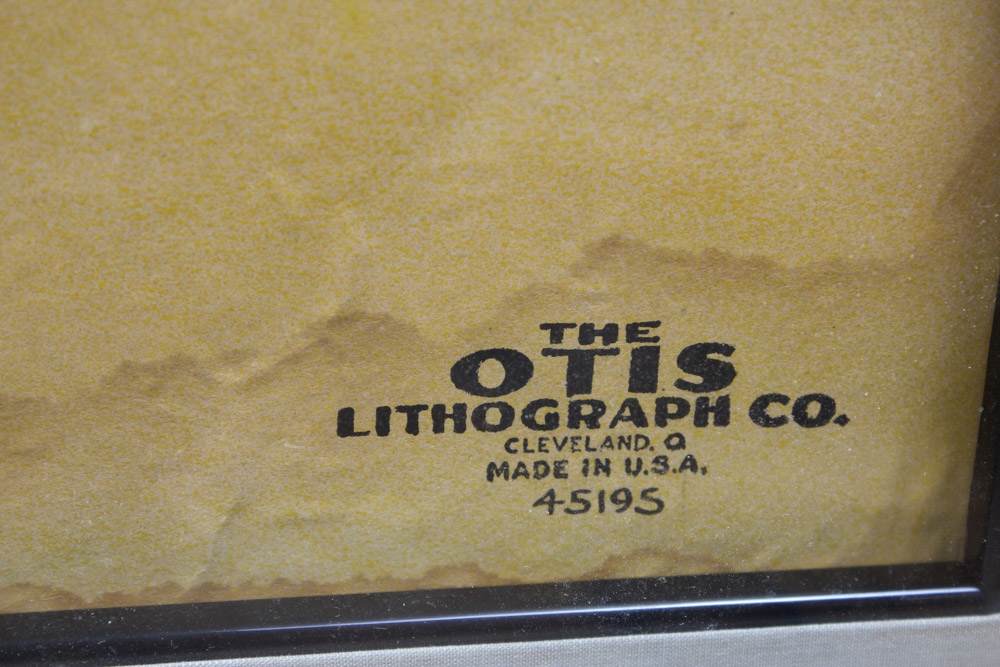 THE
OTIS
LITHOGRAPH CO.
CLEVELAND, O
MADE IN U.S.A.
45195